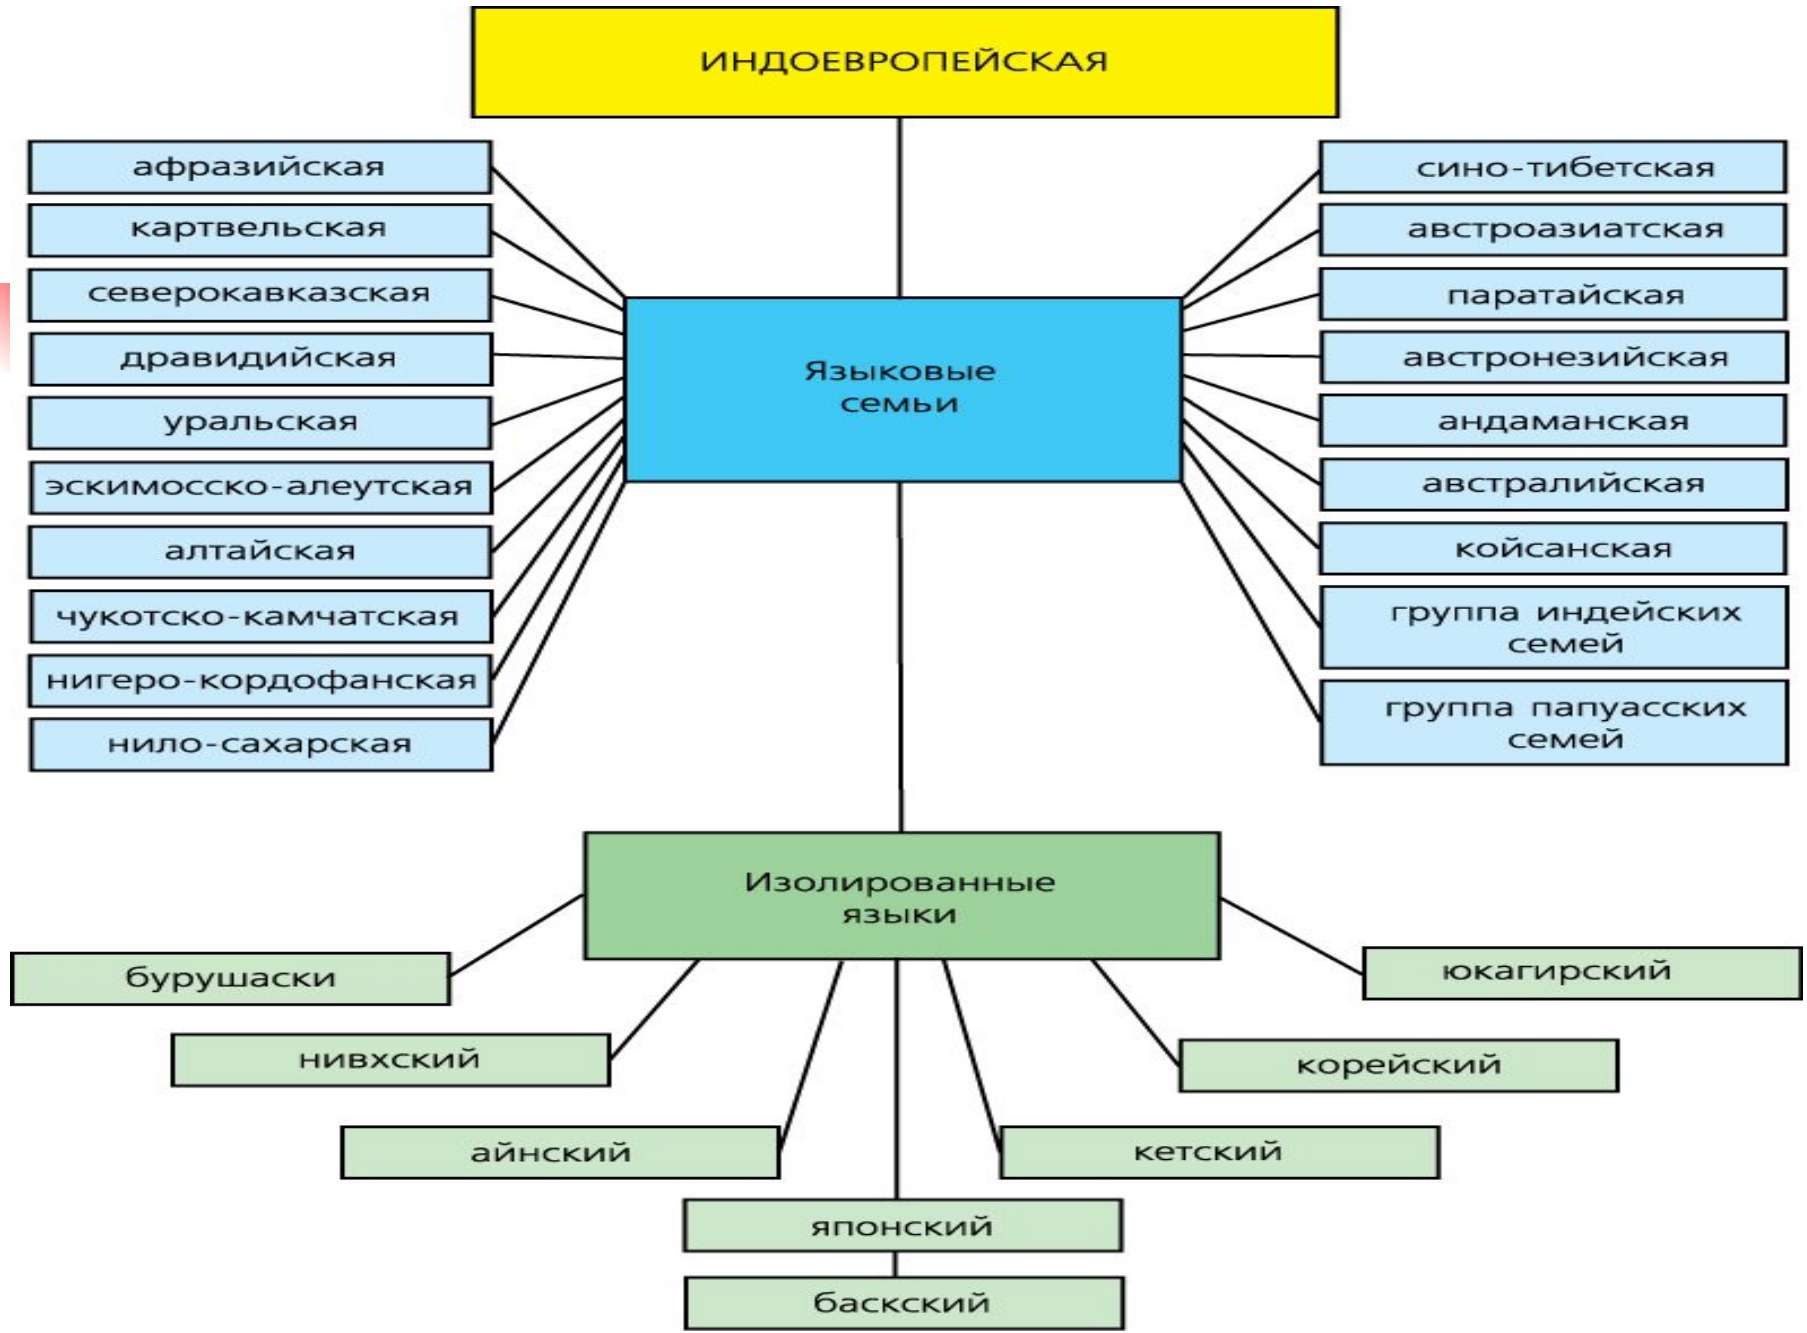 ИНДОЕВРОПЕЙСКАЯ
афразийская
картвельская
северокавказская
дравидийская
уральская
эскимосско-алеутская
алтайская
чукотско-камчатская
нигеро-кордофанская
нило-сахарская
Языковые
семьи
сино-тибетская
австроазиатская
паратайская
австронезийская
андаманская
австралийская
койсанская
группа индейских
семей
группа папуасских
семей
Изолированные
языки
бурушаски
нивхский
айнский
японский
баскский
кетский
корейский
юкагирский